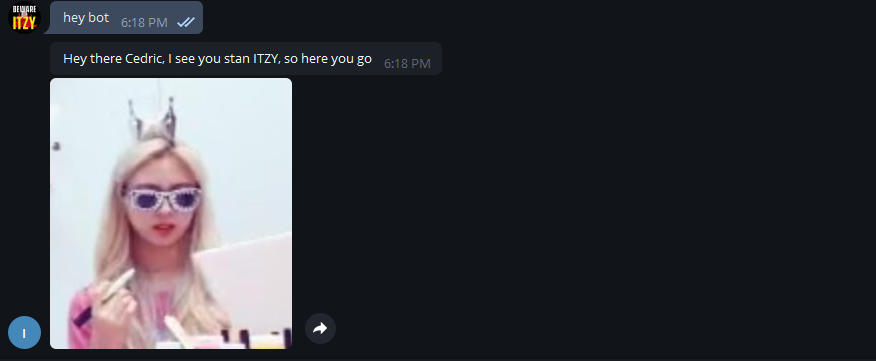 BEWARE
ITZY
hey bot 6:18 PM
Hey there Cedric, I see you stan ITZY, so here you go 6:18 PM
I